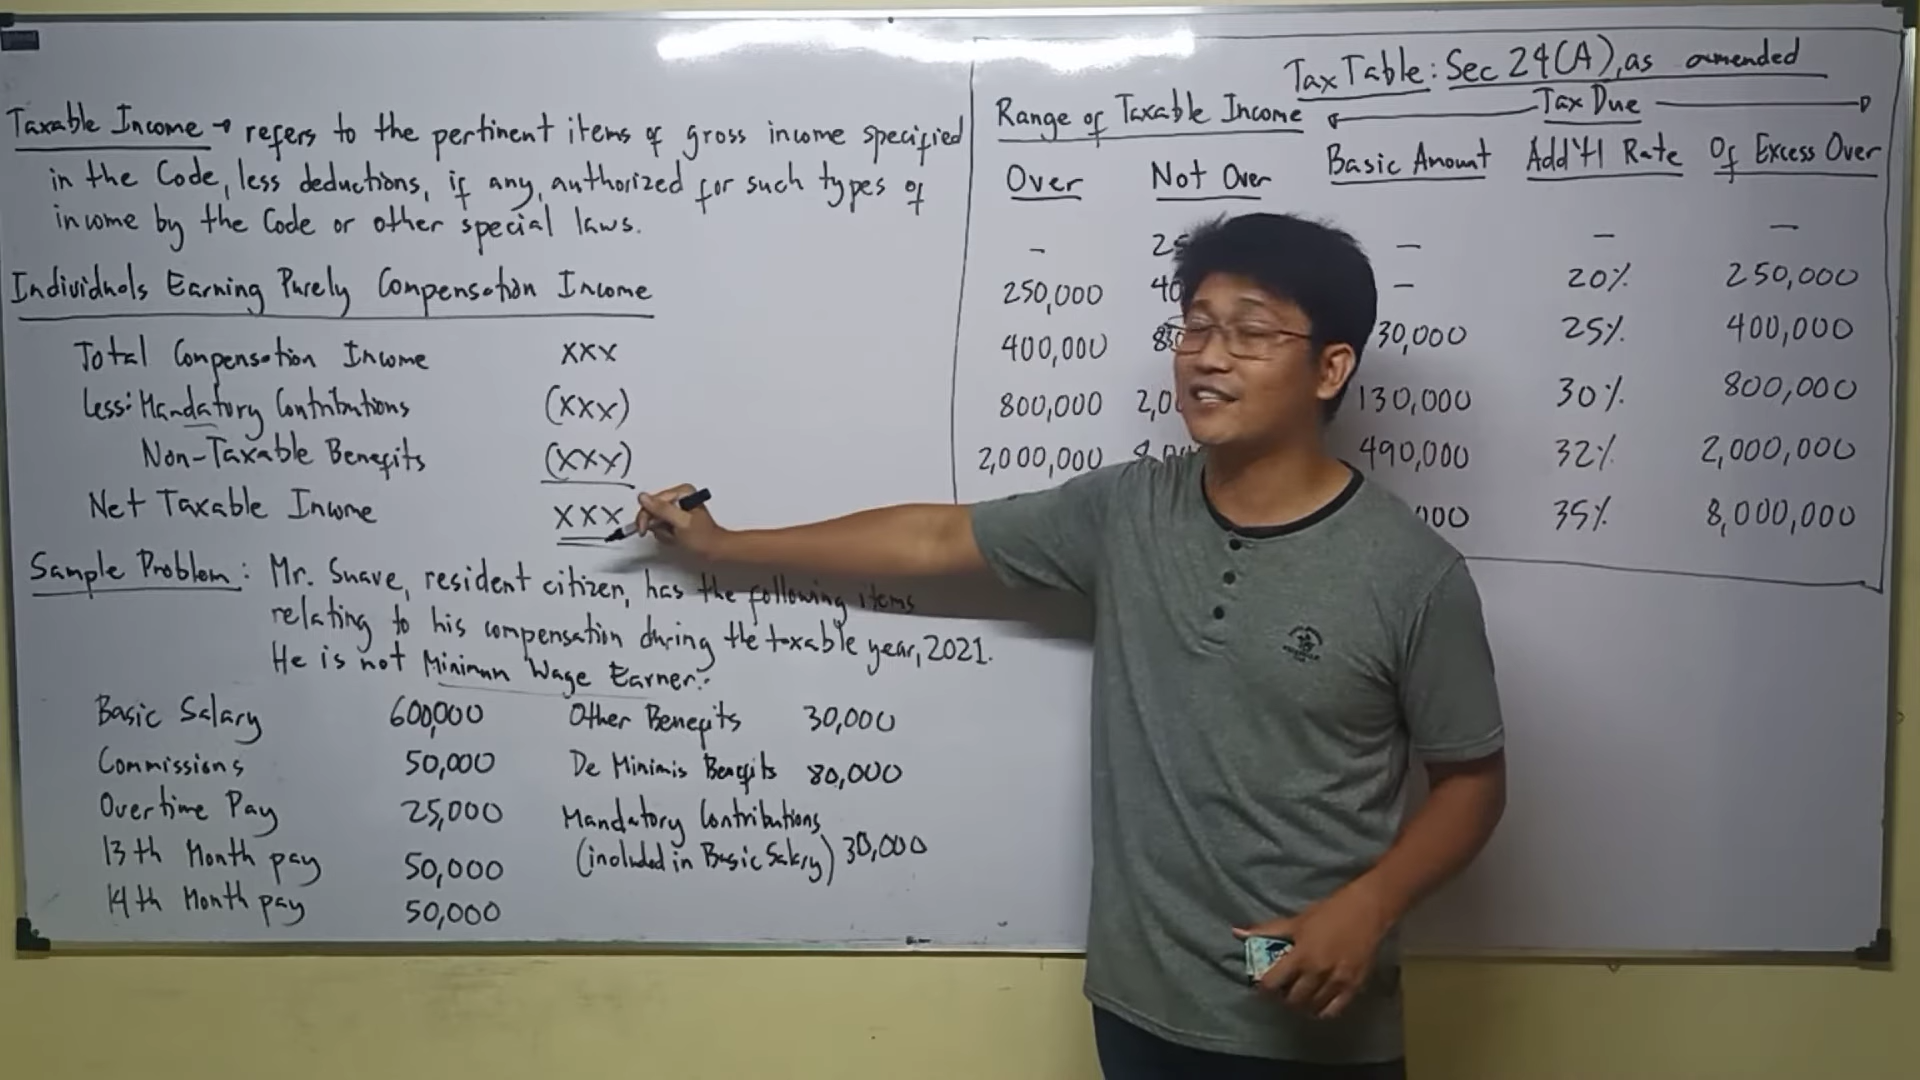 Taxable Income → refers to the pertinent items of gross income specified
in the Code, less deductions, if any, authorized for such types of
income by the Code or other special laws.
Individuals Earning Purely Compensation Income
Total Compensation Income XXX
Less: Mandatory Contributions (XXX)
Non-Taxable Benefits (XXX)
Net Taxable Income XXX
Sample Problem: Mr. Suave, resident citizen, has the following items
relating to his compensation during the taxable year, 2021.
He is not Minimum Wage Earner:
Basic Salary 600,000
Commissions 50,000
Overtime Pay 25,000
13th Month pay 50,000
14th Month pay 50,000
Other Benefits 30,000
De Minimis Benefits 80,000
Mandatory Contributions
(included in Basic Salary) 30,000
Tax Table: Sec 24(A), as amended
Range of Taxable Income ← Tax Due →
Over Not Over Basic Amount Add'tl Rate Of Excess Over
- - - -
250,000 - 20% 250,000
400,000 30,000 25% 400,000
800,000 130,000 30% 800,000
2,000,000 490,000 32% 2,000,000
35% 8,000,000